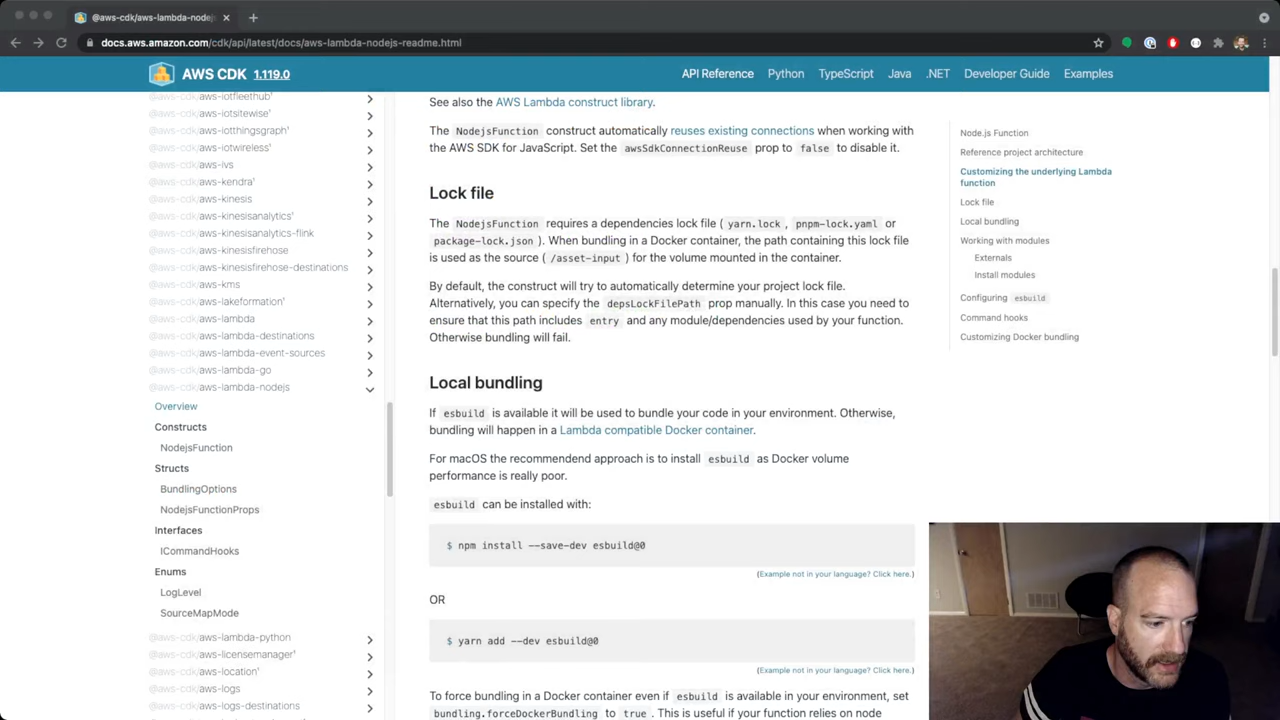 @aws-cdk/aws-lambda-nodej
docs.aws.amazon.com/cdk/api/latest/docs/aws-lambda-nodejs-readme.html
AWS CDK 1.119.0
API Reference
Python
TypeScript
Java
.NET
Developer Guide
Examples
@aws-cdk/aws-iotfleethub¹
@aws-cdk/aws-iotsitewise¹
@aws-cdk/aws-iotthingsgraph¹
@aws-cdk/aws-iotwireless¹
@aws-cdk/aws-ivs
@aws-cdk/aws-kendra¹
@aws-cdk/aws-kinesis
@aws-cdk/aws-kinesisanalytics¹
@aws-cdk/aws-kinesisanalytics-flink
@aws-cdk/aws-kinesisfirehose
@aws-cdk/aws-kinesisfirehose-destinations
@aws-cdk/aws-kms
@aws-cdk/aws-lakeformation¹
@aws-cdk/aws-lambda
@aws-cdk/aws-lambda-destinations
@aws-cdk/aws-lambda-event-sources
@aws-cdk/aws-lambda-go
@aws-cdk/aws-lambda-nodejs
Overview
Constructs
NodejsFunction
Structs
BundlingOptions
NodejsFunctionProps
Interfaces
ICommandHooks
Enums
LogLevel
SourceMapMode
@aws-cdk/aws-lambda-python
@aws-cdk/aws-licensemanager¹
@aws-cdk/aws-location¹
@aws-cdk/aws-logs
@aws-cdk/aws-logs-destinations
See also the AWS Lambda construct library.
The NodejsFunction construct automatically reuses existing connections when working with
the AWS SDK for JavaScript. Set the awsSdkConnectionReuse prop to false to disable it.
Lock file
The NodejsFunction requires a dependencies lock file ( yarn.lock , pnpm-lock.yaml or
package-lock.json ). When bundling in a Docker container, the path containing this lock file
is used as the source ( /asset-input ) for the volume mounted in the container.
By default, the construct will try to automatically determine your project lock file.
Alternatively, you can specify the depsLockFilePath prop manually. In this case you need to
ensure that this path includes entry and any module/dependencies used by your function.
Otherwise bundling will fail.
Local bundling
If esbuild is available it will be used to bundle your code in your environment. Otherwise,
bundling will happen in a Lambda compatible Docker container.
For macOS the recommendend approach is to install esbuild as Docker volume
performance is really poor.
esbuild can be installed with:
$ npm install --save-dev esbuild@0
(Example not in your language? Click here.)
OR
$ yarn add --dev esbuild@0
(Example not in your language? Click here.)
To force bundling in a Docker container even if esbuild is available in your environment, set
bundling.forceDockerBundling to true . This is useful if your function relies on node
Node.js Function
Reference project architecture
Customizing the underlying Lambda
function
Lock file
Local bundling
Working with modules
Externals
Install modules
Configuring esbuild
Command hooks
Customizing Docker bundling